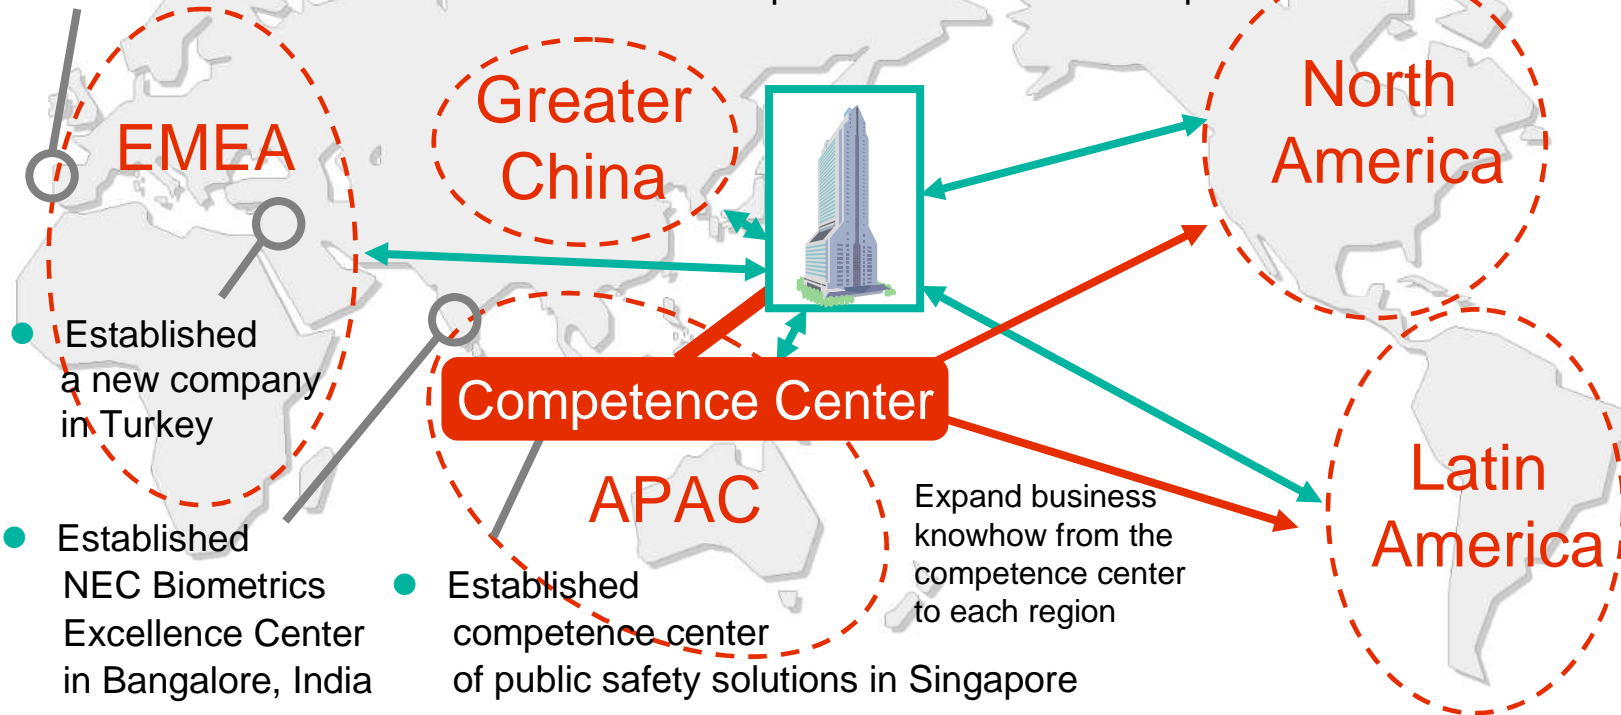 Greater
China
EMEA
North
America
Established
a new company
in Turkey
Competence Center
APAC
Latin
America
Expand business
knowhow from the
competence center
to each region
Established
NEC Biometrics
Excellence Center
in Bangalore, India
Established
competence center
of public safety solutions in Singapore